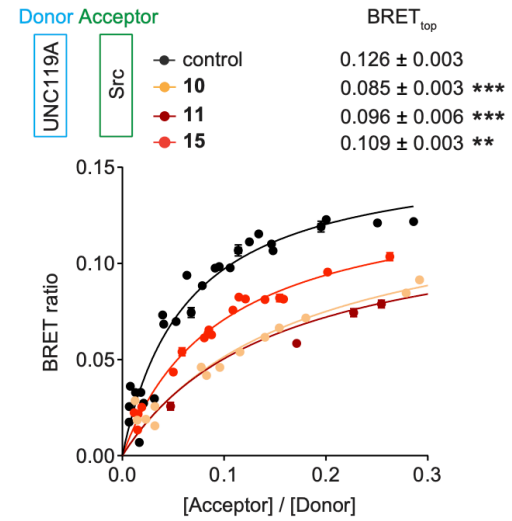 Donor Acceptor BRETtop
UNC119A
Src
control 0.126 ± 0.003
10 0.085 ± 0.003 ***
11 0.096 ± 0.006 ***
15 0.109 ± 0.003 **
0.15
0.10
0.05
0.00
BRET ratio
0.0 0.1 0.2 0.3
[Acceptor] / [Donor]